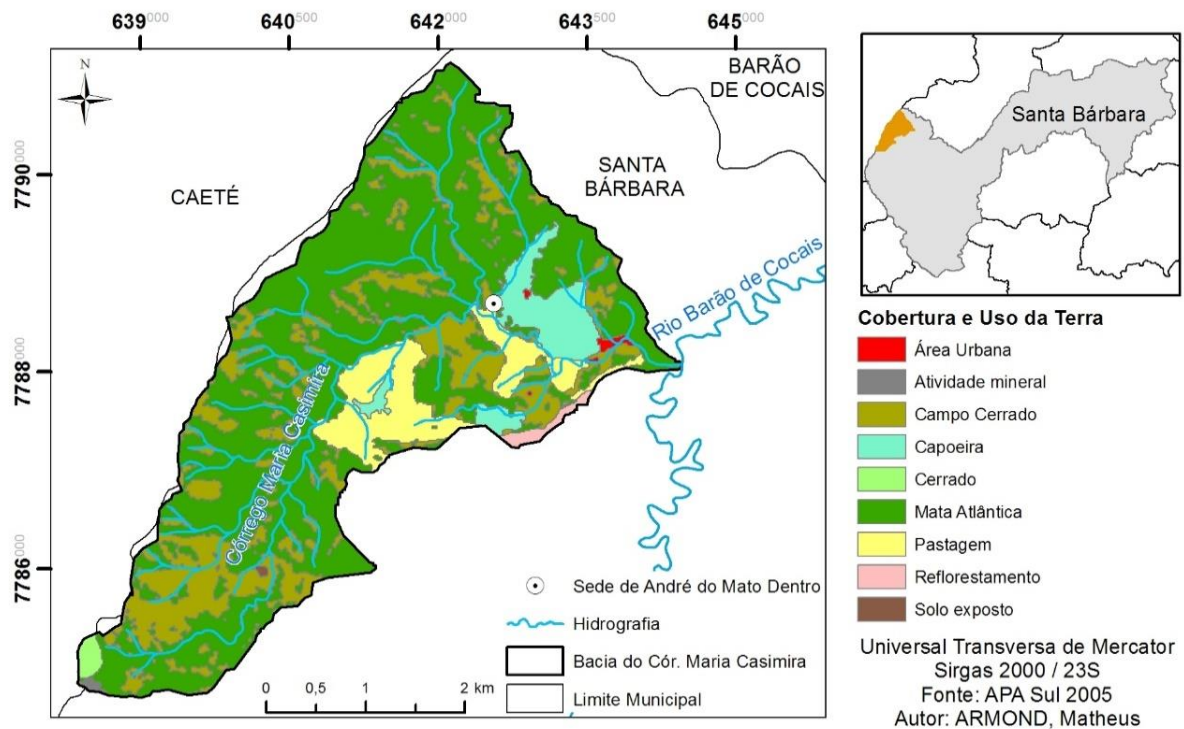 639000
640500
642000
643500
645000
N
BARÃO
DE COCAIS
SANTA
BÁRBARA
CAETÉ
7790000
7788000
7786000
Rio Barão de Cocais
Córrego Maria Casimira
Sede de André do Mato Dentro
Hidrografia
Bacia do Cór. Maria Casimira
Limite Municipal
0 0,5 1 2 km
Santa Bárbara
Cobertura e Uso da Terra
Área Urbana
Atividade mineral
Campo Cerrado
Capoeira
Cerrado
Mata Atlântica
Pastagem
Reflorestamento
Solo exposto
Universal Transversa de Mercator
Sirgas 2000 / 23S
Fonte: APA Sul 2005
Autor: ARMOND, Matheus